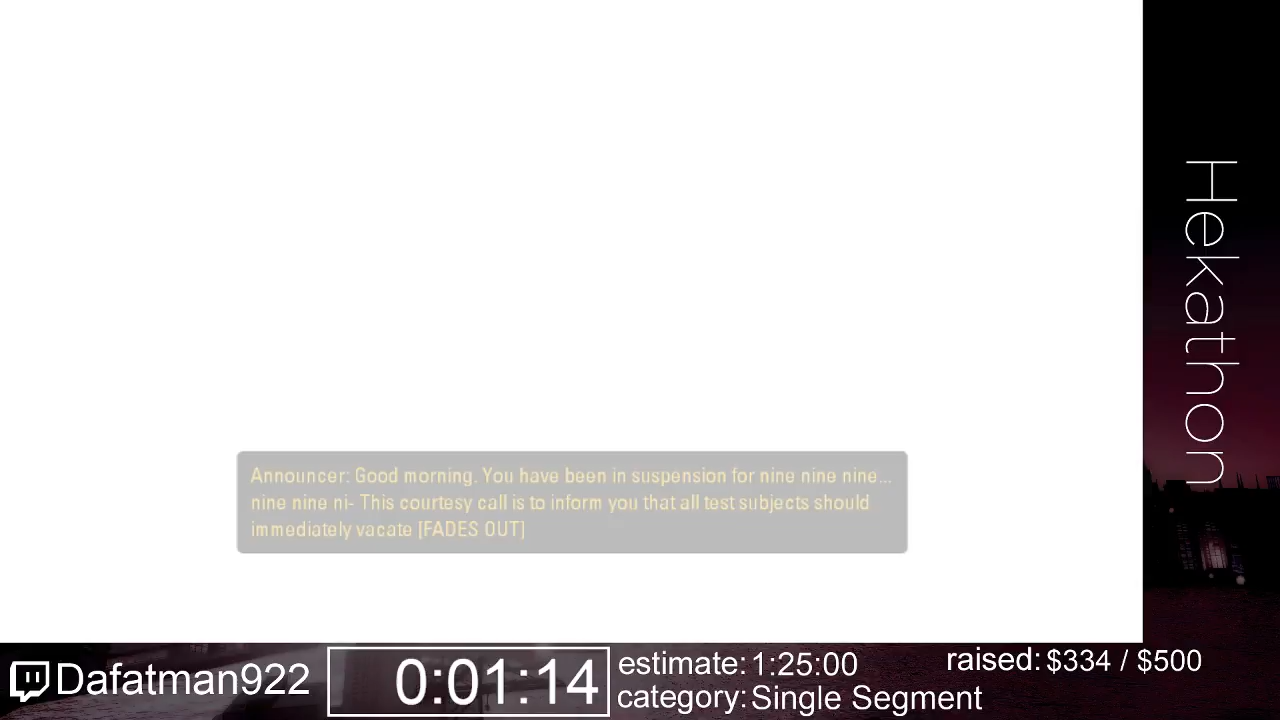 Announcer: Good morning. You have been in suspension for nine nine nine...
nine nine ni- This courtesy call is to inform you that all test subjects should
immediately vacate [FADES OUT]
Hekathon
Dafatman922
0:01:14
estimate: 1:25:00
category: Single Segment
raised: $334 / $500